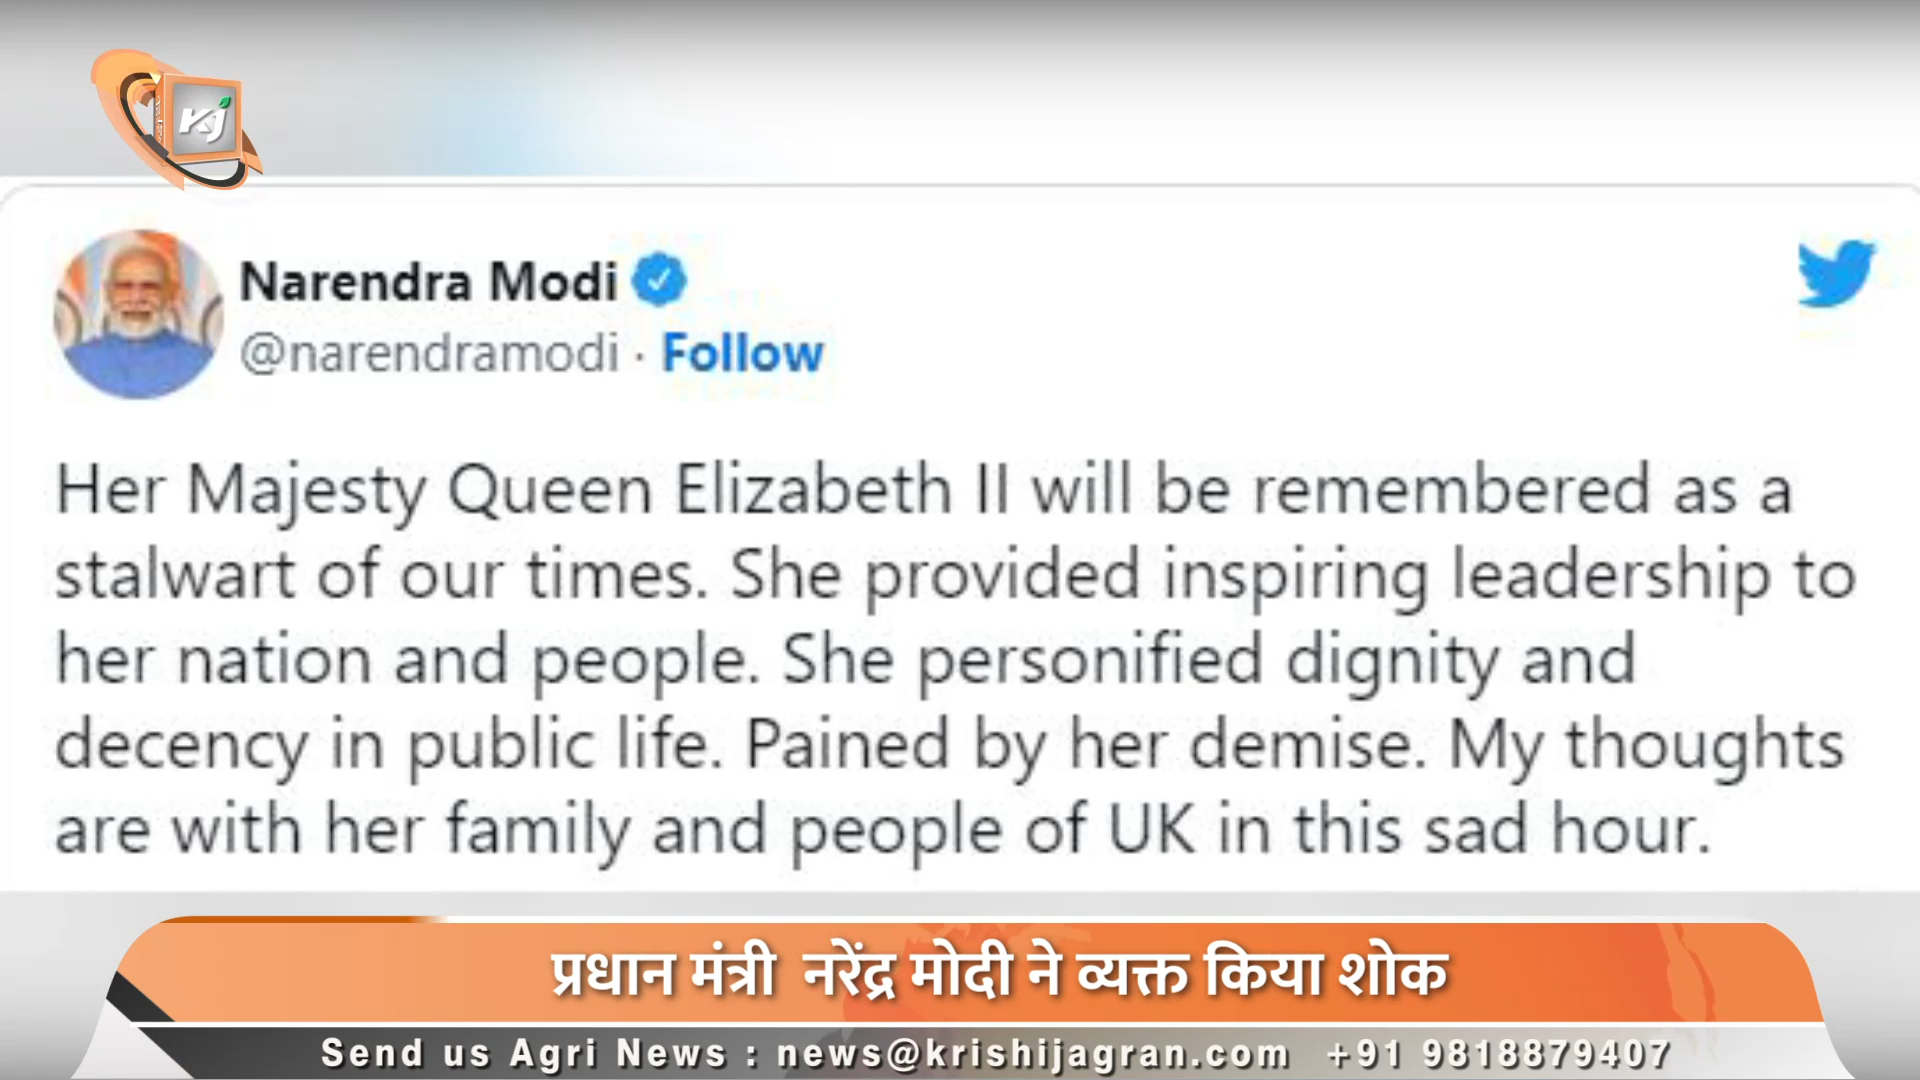 KJ
Narendra Modi
@narendramodi · Follow
Her Majesty Queen Elizabeth II will be remembered as a
stalwart of our times. She provided inspiring leadership to
her nation and people. She personified dignity and
decency in public life. Pained by her demise. My thoughts
are with her family and people of UK in this sad hour.
प्रधान मंत्री नरेंद्र मोदी ने व्यक्त किया शोक
Send us Agri News : news@krishijagran.com +91 9818879407